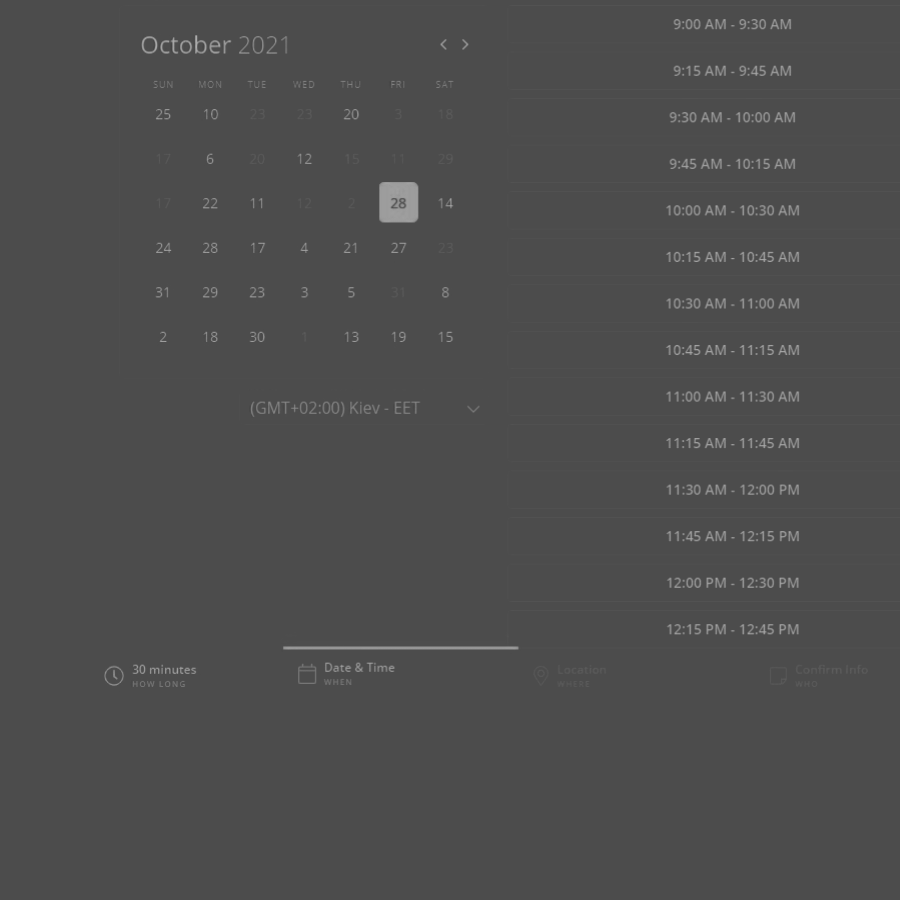 October 2021
SUN MON TUE WED THU FRI SAT
25 10 23 23 20 3 18
17 6 20 12 15 11 29
17 22 11 12 2 28 14
24 28 17 4 21 27 23
31 29 23 3 5 31 8
2 18 30 1 13 19 15
(GMT+02:00) Kiev - EET
9:00 AM - 9:30 AM
9:15 AM - 9:45 AM
9:30 AM - 10:00 AM
9:45 AM - 10:15 AM
10:00 AM - 10:30 AM
10:15 AM - 10:45 AM
10:30 AM - 11:00 AM
10:45 AM - 11:15 AM
11:00 AM - 11:30 AM
11:15 AM - 11:45 AM
11:30 AM - 12:00 PM
11:45 AM - 12:15 PM
12:00 PM - 12:30 PM
12:15 PM - 12:45 PM
30 minutes
HOW LONG
Date & Time
WHEN
Location
WHERE
Confirm Info
WHO